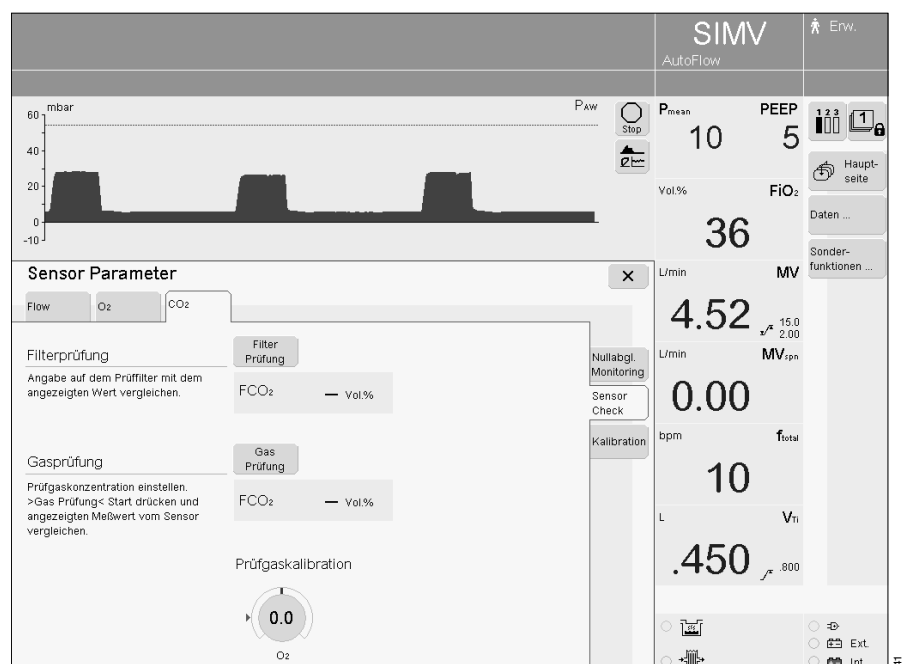 SIMV
AutoFlow
Erw.
mbar
PAW
60
40
20
0
-10
Stop
Pmean
PEEP
10
5
1 2 3
1
Haupt-
seite
Vol.%
FiO2
36
Daten ...
Sonder-
funktionen ...
Sensor Parameter
L/min
MV
4.52
15.0
2.00
Flow
O2
CO2
Filterprüfung
Filter
Prüfung
Angabe auf dem Prüffilter mit dem
angezeigten Wert vergleichen.
FCO2
– Vol.%
Nullabgl.
Monitoring
Sensor
Check
Kalibration
L/min
MVspn
0.00
Gasprüfung
Gas
Prüfung
Prüfgaskonzentration einstellen.
>Gas Prüfung< Start drücken und
angezeigten Meßwert vom Sensor
vergleichen.
FCO2
– Vol.%
bpm
ftotal
10
L
VTi
.450
.800
Prüfgaskalibration
0.0
O2
Ext.
Int.